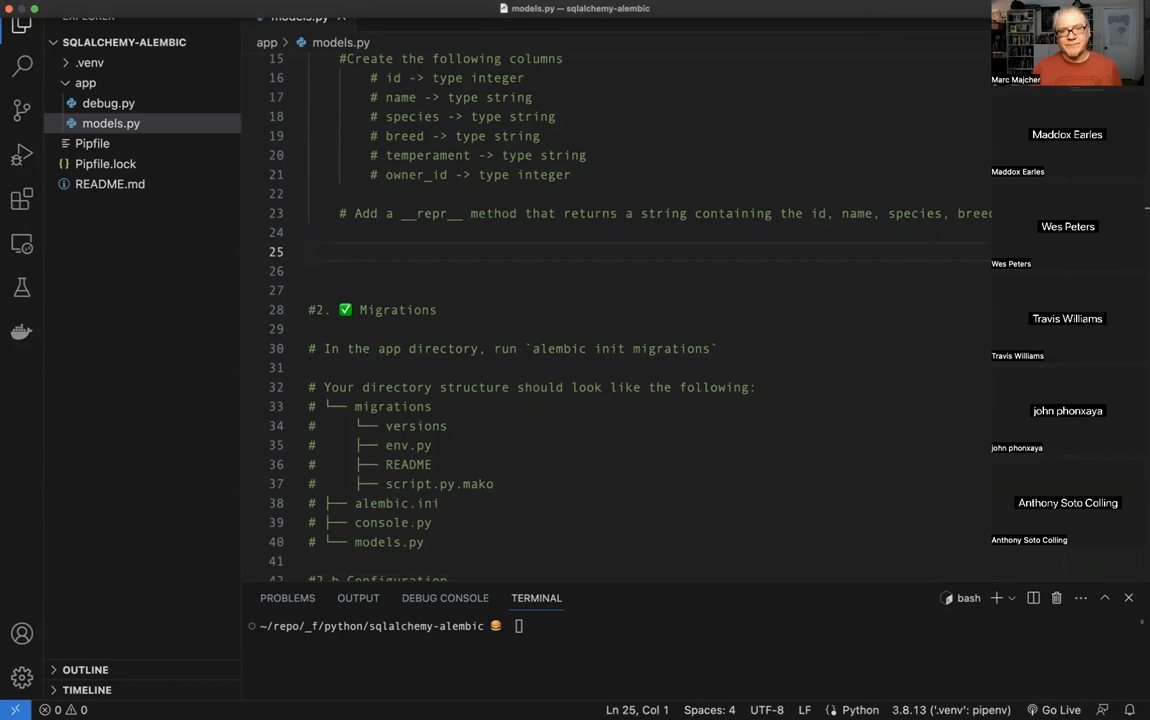 models.py — sqlalchemy-alembic
EXPLORER
models.py
SQLALCHEMY-ALEMBIC
.venv
app
debug.py
models.py
Pipfile
Pipfile.lock
README.md
OUTLINE
TIMELINE
app > models.py
15 #Create the following columns
16 # id -> type integer
17 # name -> type string
18 # species -> type string
19 # breed -> type string
20 # temperament -> type string
21 # owner_id -> type integer
22
23 # Add a __repr__ method that returns a string containing the id, name, species, breed
24
25
26
27
28 #2. ✅ Migrations
29
30 # In the app directory, run `alembic init migrations`
31
32 # Your directory structure should look like the following:
33 # └── migrations
34 #     └── versions
35 #     ├── env.py
36 #     ├── README
37 #     ├── script.py.mako
38 # ├── alembic.ini
39 # ├── console.py
40 # └── models.py
41
42 #2.b Configuration
PROBLEMS OUTPUT DEBUG CONSOLE TERMINAL
bash
~/repo/_f/python/sqlalchemy-alembic 🍔
0 0 Ln 25, Col 1 Spaces: 4 UTF-8 LF Python 3.8.13 ('.venv': pipenv) Go Live
Marc Majcher
Maddox Earles
Maddox Earles
Wes Peters
Wes Peters
Travis Williams
Travis Williams
john phonxaya
john phonxaya
Anthony Soto Colling
Anthony Soto Colling